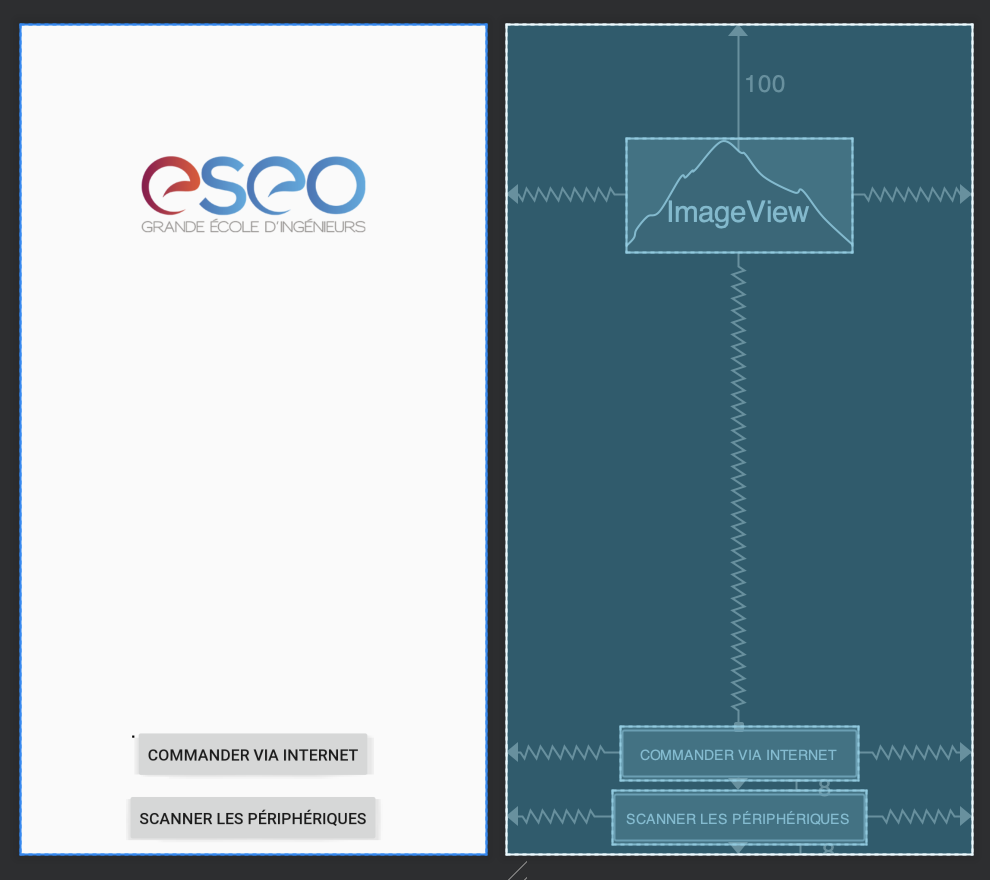 eseo
GRANDE ÉCOLE D'INGÉNIEURS
COMMANDER VIA INTERNET
SCANNER LES PÉRIPHÉRIQUES
100
ImageView
COMMANDER VIA INTERNET
8
SCANNER LES PÉRIPHÉRIQUES
8